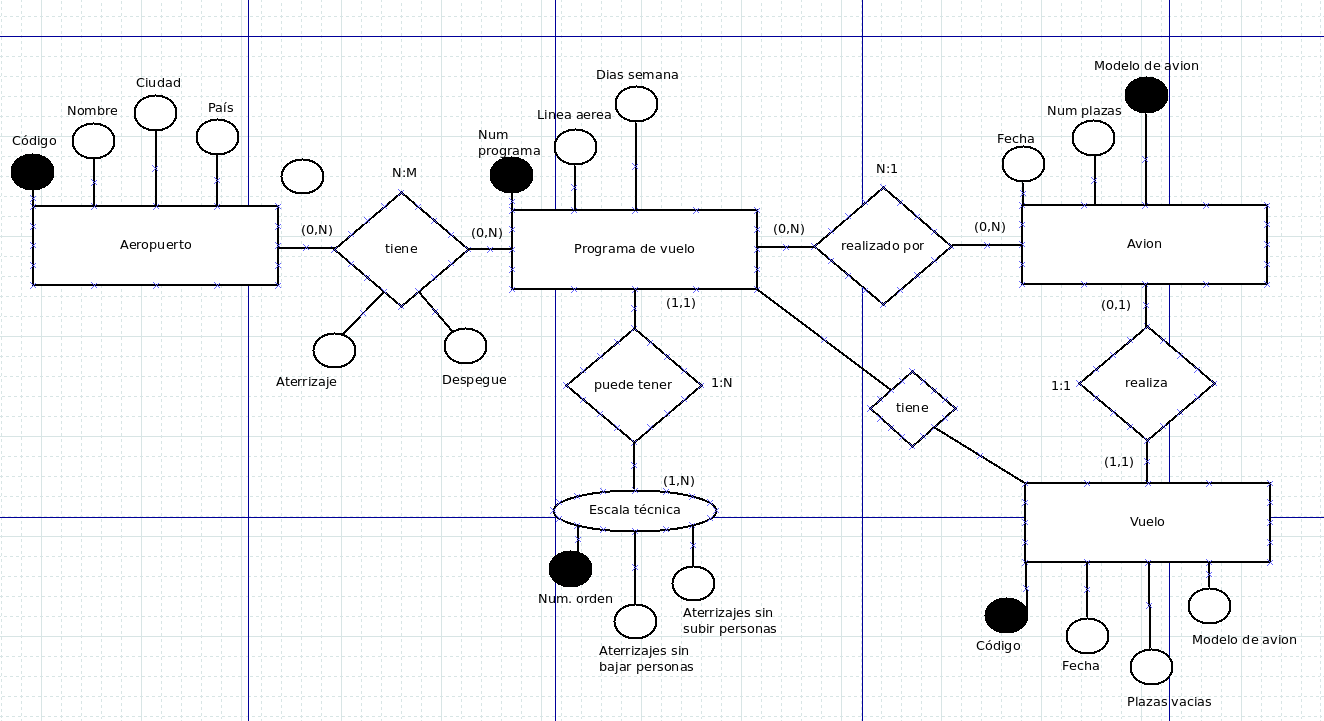 Modelo de avion
Dias semana
Ciudad
País
Nombre
Num plazas
Linea aerea
Código
Num
programa
Fecha
N:M
N:1
(0,N)
(0,N)
(0,N)
(0,N)
Aeropuerto
tiene
Programa de vuelo
realizado por
Avion
(1,1)
(0,1)
Aterrizaje
Despegue
puede tener
1:N
tiene
1:1
realiza
(1,1)
(1,N)
Escala técnica
Vuelo
Num. orden
Aterrizajes sin
subir personas
Aterrizajes sin
bajar personas
Código
Fecha
Modelo de avion
Plazas vacias